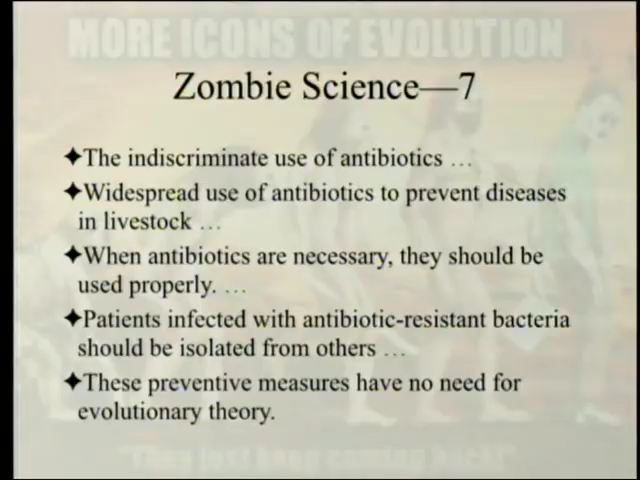 MORE ICONS OF EVOLUTION
Zombie Science—7
✦The indiscriminate use of antibiotics …
✦Widespread use of antibiotics to prevent diseases
in livestock …
✦When antibiotics are necessary, they should be
used properly. …
✦Patients infected with antibiotic-resistant bacteria
should be isolated from others …
✦These preventive measures have no need for
evolutionary theory.
"They just keep coming back!"